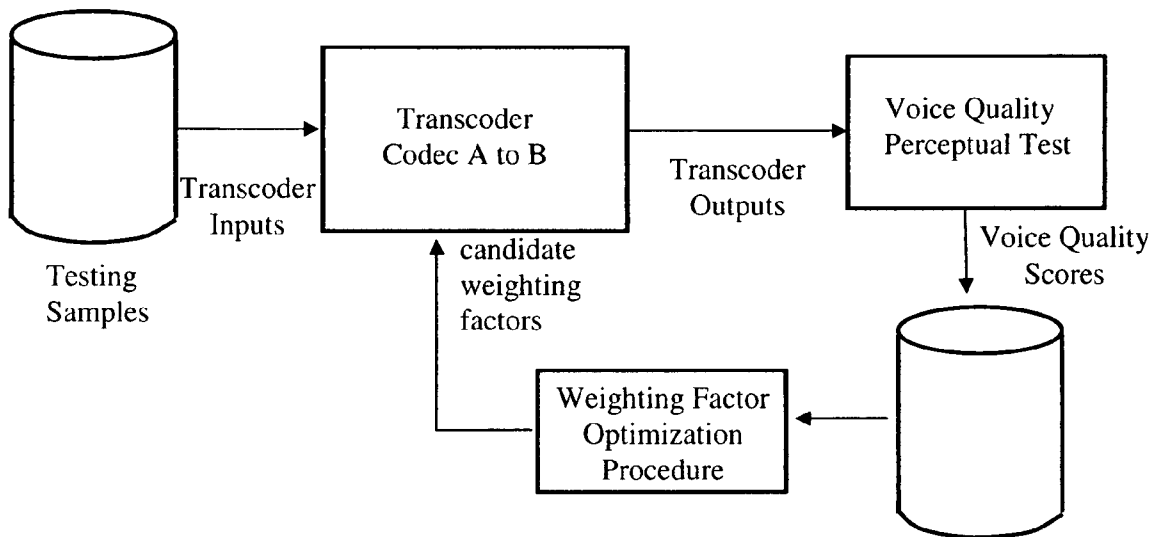 Transcoder
Codec A to B
Voice Quality
Perceptual Test
Transcoder
Inputs
Transcoder
Outputs
Testing
Samples
candidate
weighting
factors
Voice Quality
Scores
Weighting Factor
Optimization
Procedure